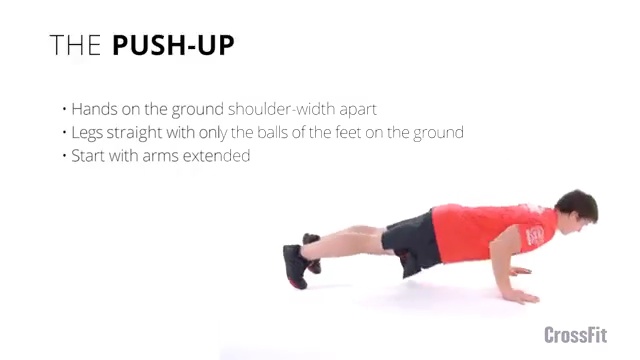 THE PUSH-UP
• Hands on the ground shoulder-width apart
• Legs straight with only the balls of the feet on the ground
• Start with arms extended
CrossFit